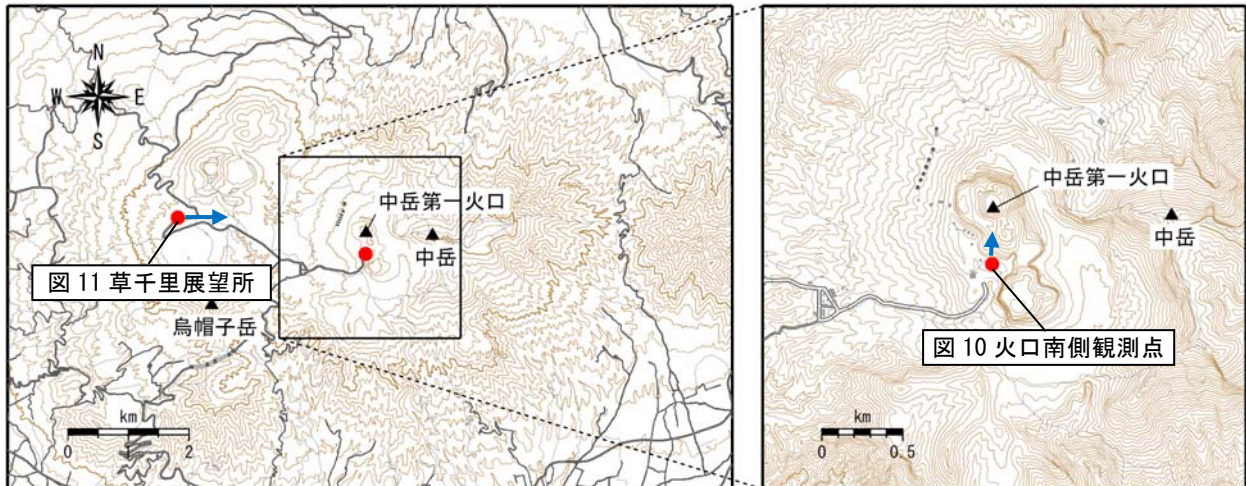 N
W
E
S
中岳第一火口
中岳
図 11 草千里展望所
烏帽子岳
km
0
1
2
中岳第一火口
中岳
図 10 火口南側観測点
km
0
0.5